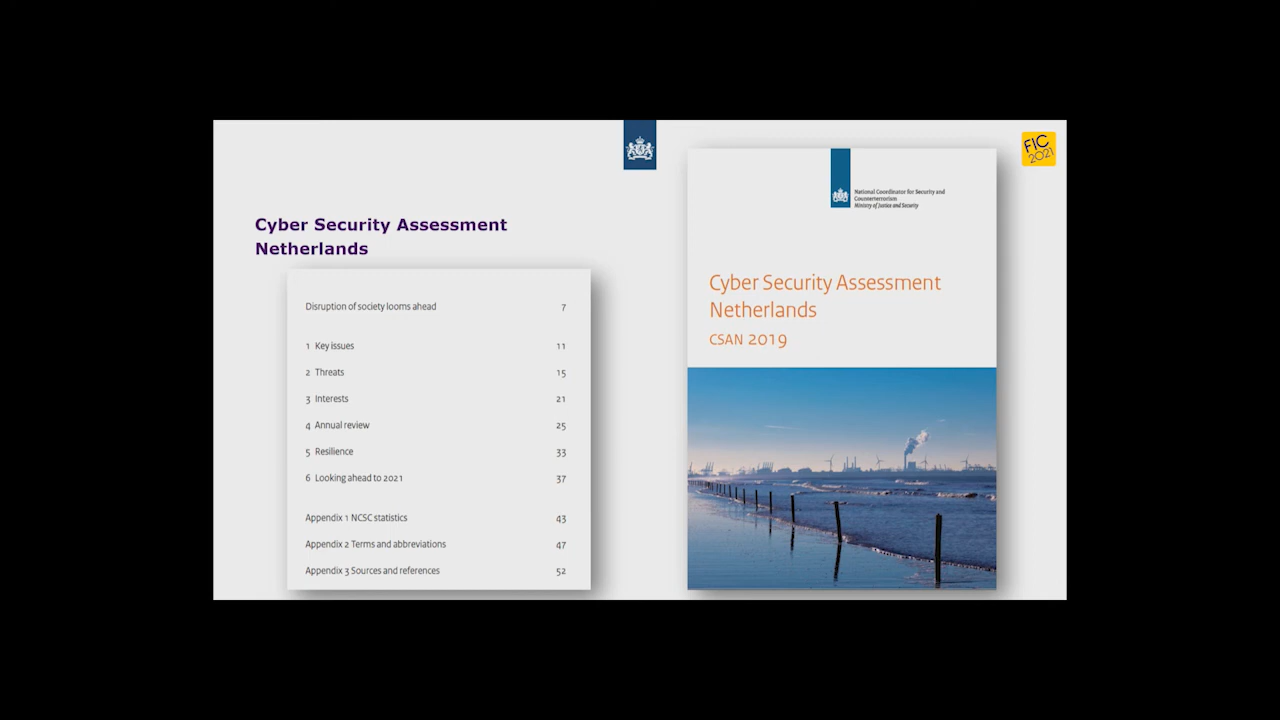 FIC
2021
Cyber Security Assessment
Netherlands
Disruption of society looms ahead 7
1 Key issues 11
2 Threats 15
3 Interests 21
4 Annual review 25
5 Resilience 33
6 Looking ahead to 2021 37
Appendix 1 NCSC statistics 43
Appendix 2 Terms and abbreviations 47
Appendix 3 Sources and references 52
National Coordinator for Security and
Counterterrorism
Ministry of Justice and Security
Cyber Security Assessment
Netherlands
CSAN 2019